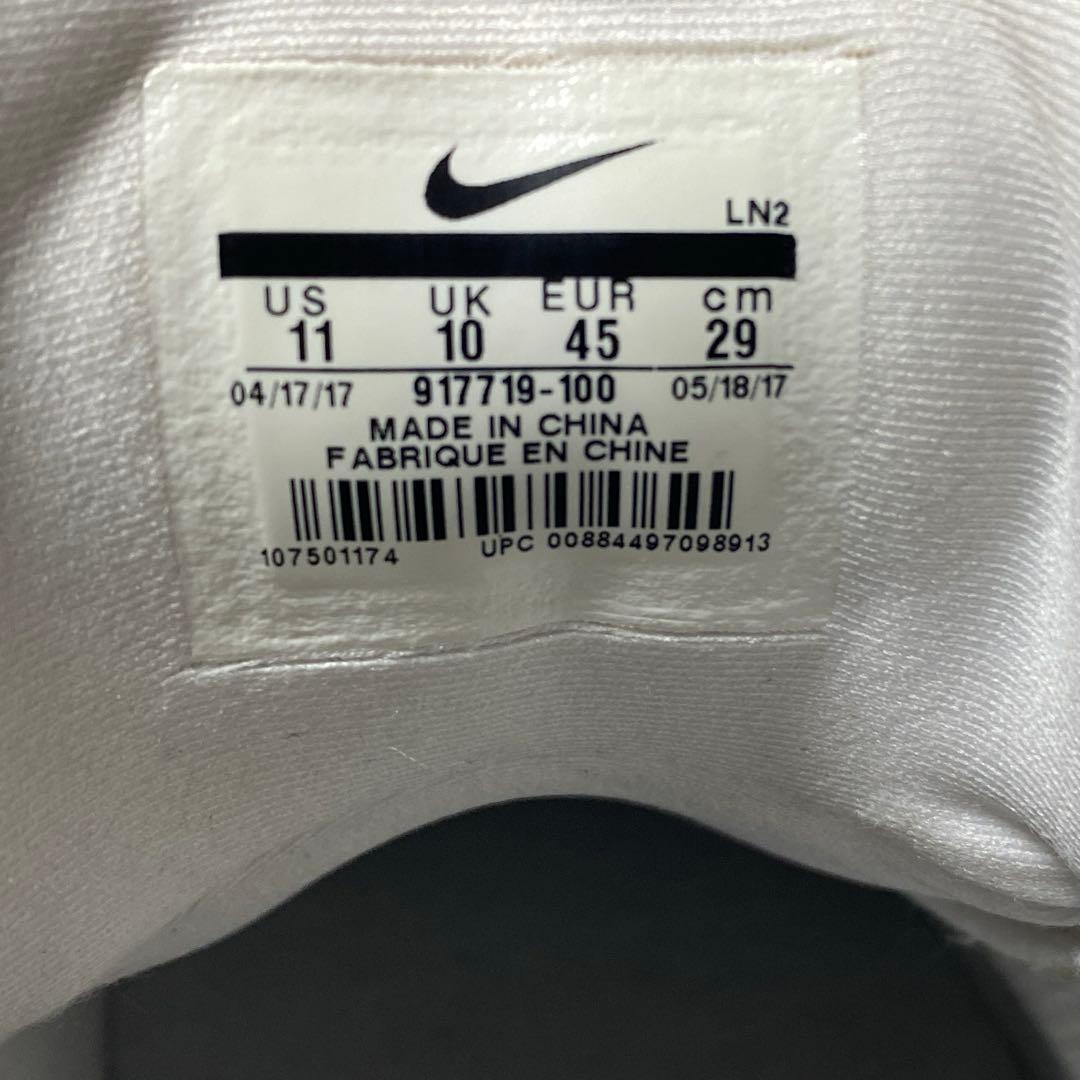 LN2
US UK EUR cm
11 10 45 29
04/17/17 917719-100 05/18/17
MADE IN CHINA
FABRIQUE EN CHINE
107501174 UPC 00884497098913